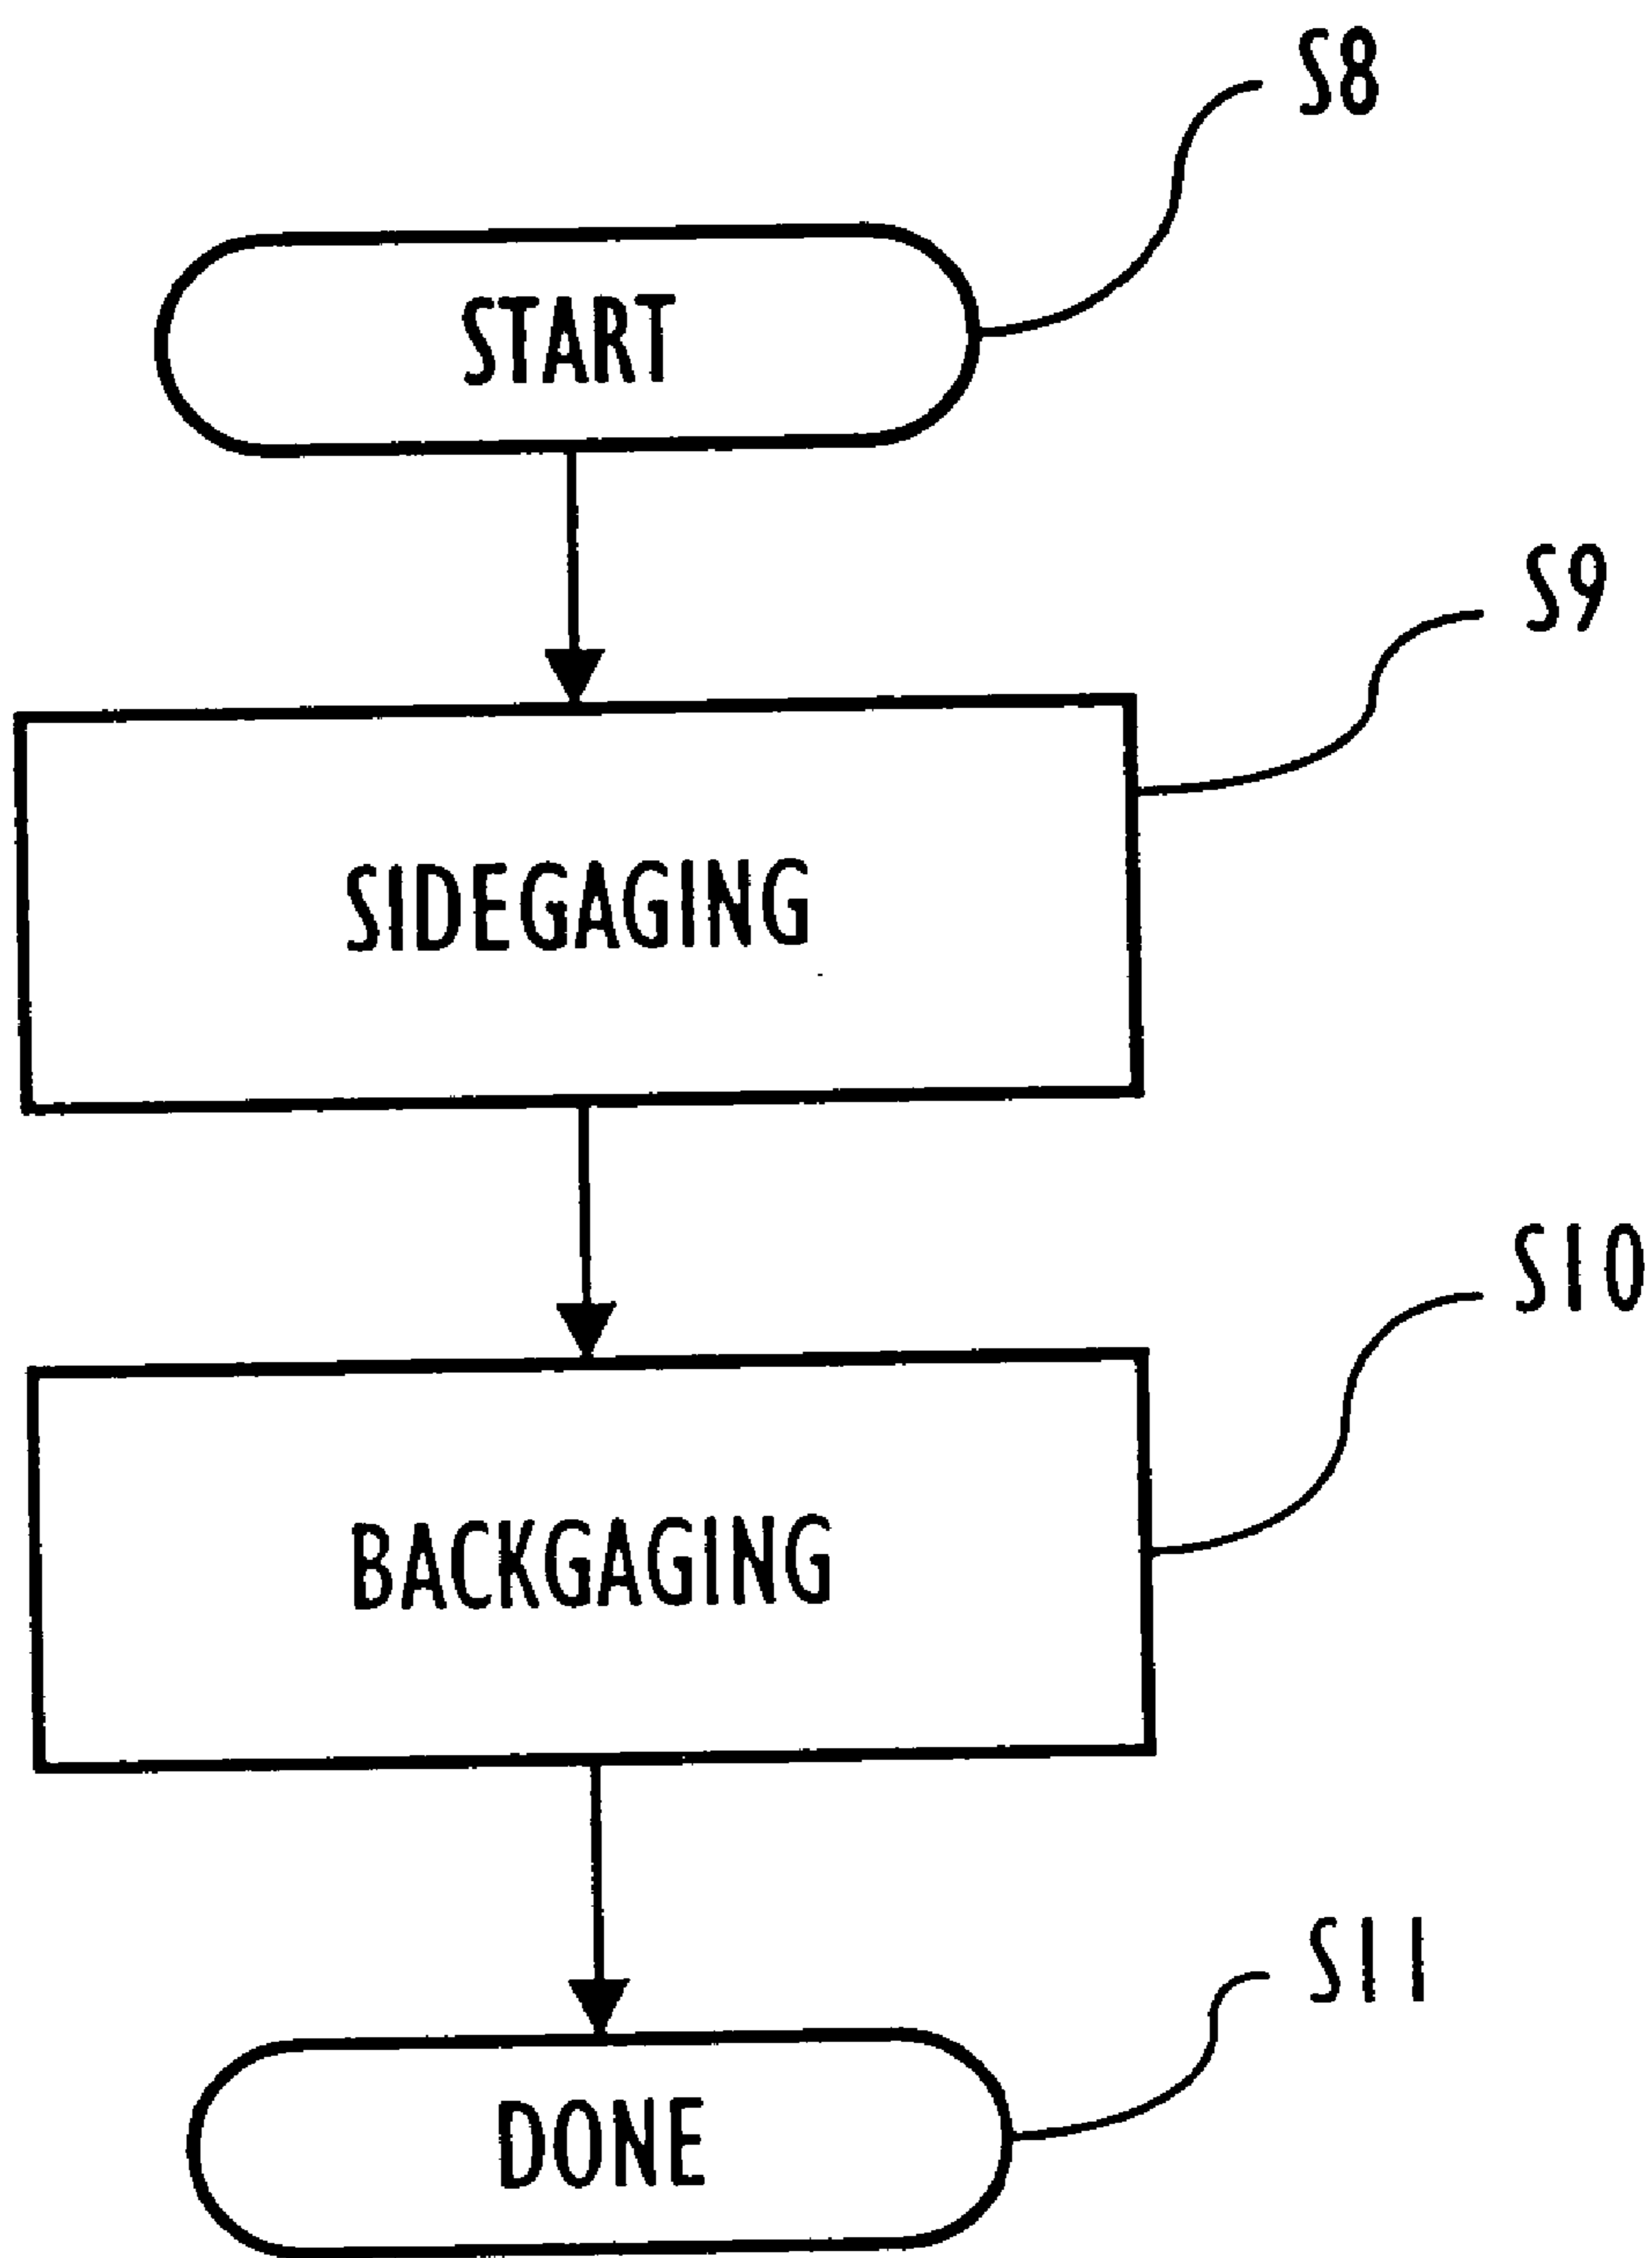 S8
START
S9
SIDEGAGING
S10
BACKGAGING
S11
DONE